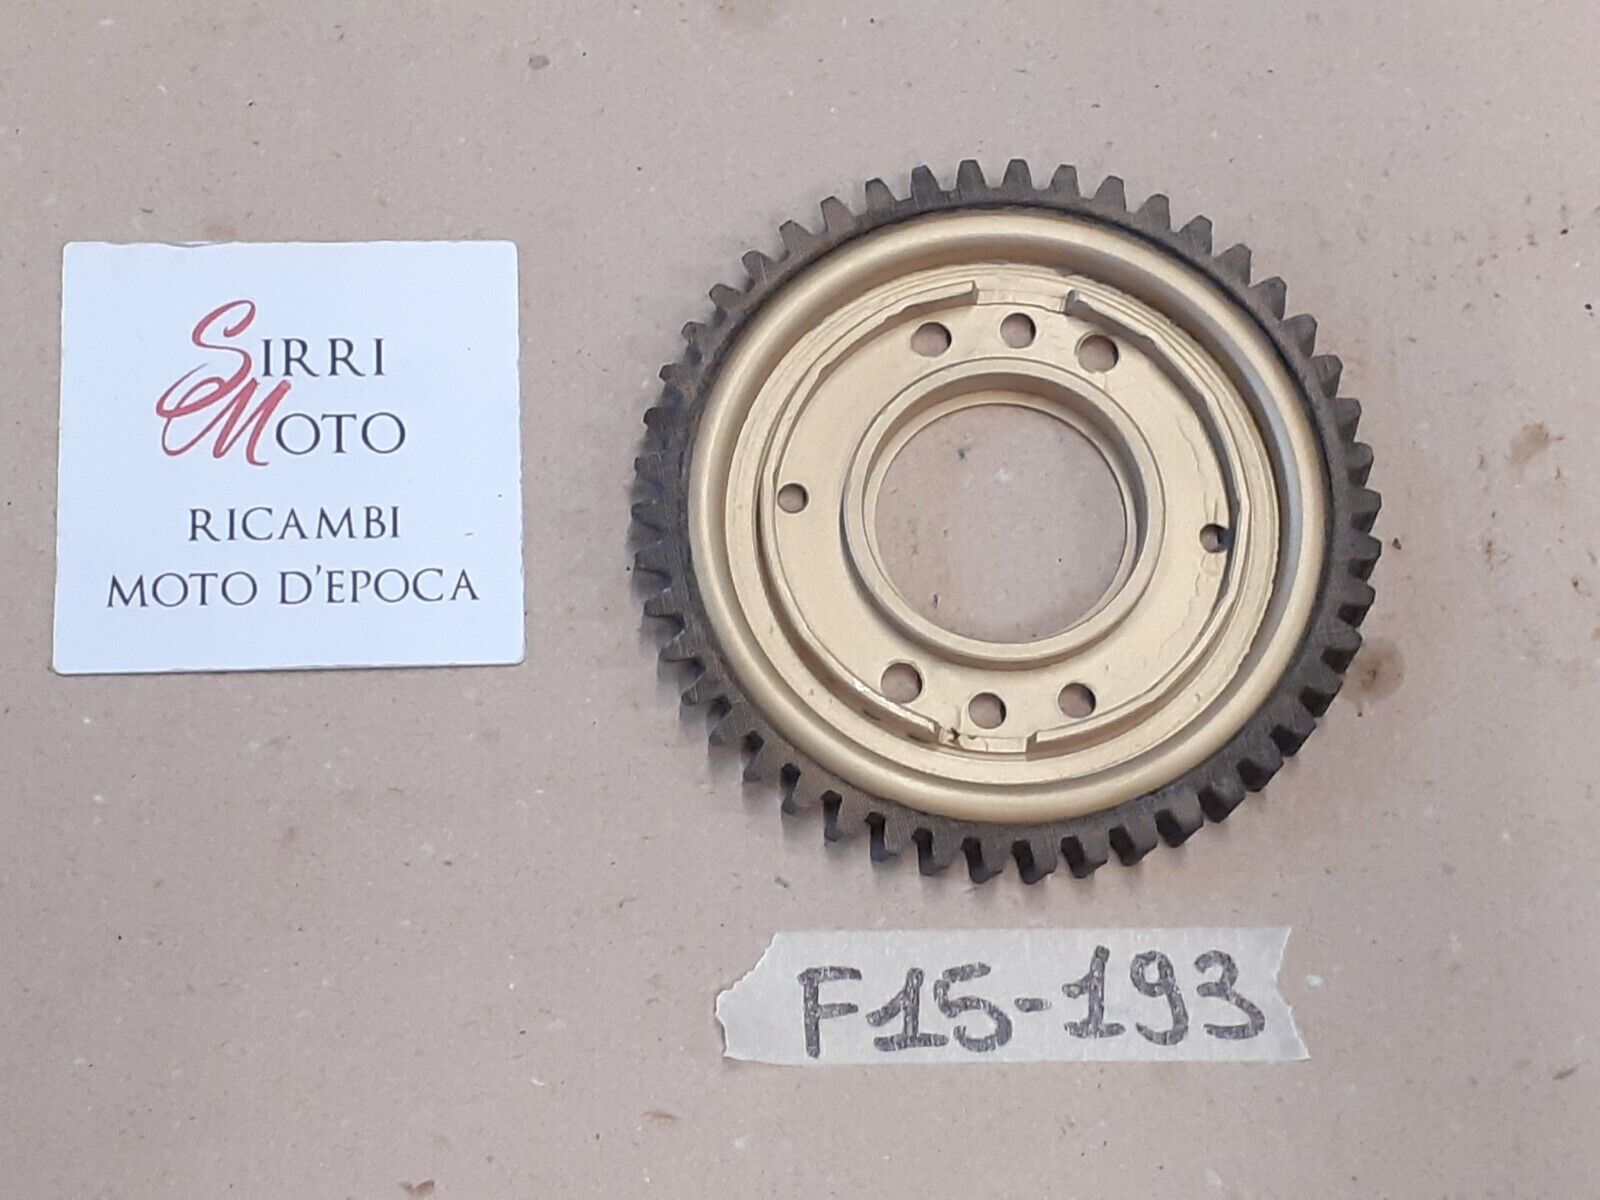 SIRRI
MOTO
RICAMBI
MOTO D'EPOCA
F15-193